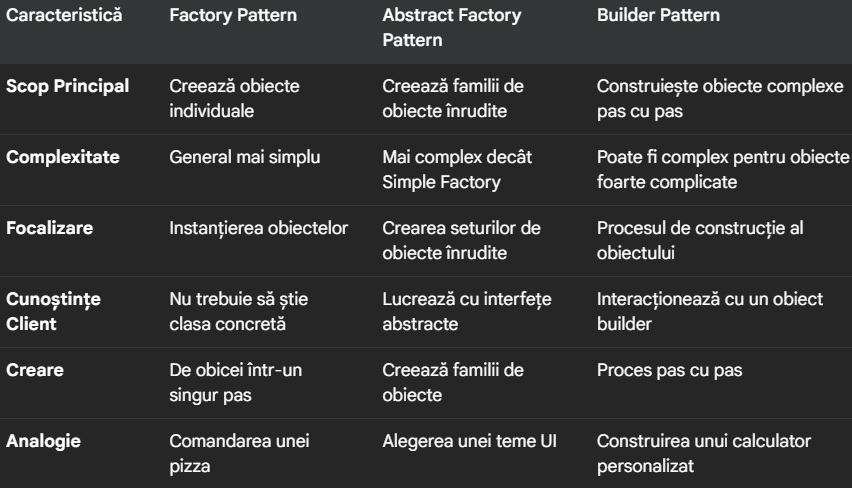 Caracteristică Factory Pattern Abstract Factory Builder Pattern
Pattern
Scop Principal Creează obiecte Creează familii de Construiește obiecte complexe
individuale obiecte înrudite pas cu pas
Complexitate General mai simplu Mai complex decât Poate fi complex pentru obiecte
Simple Factory foarte complicate
Focalizare Instanțierea obiectelor Crearea seturilor de Procesul de construcție al
obiecte înrudite obiectului
Cunoștințe Nu trebuie să știe Lucrează cu interfețe Interacționează cu un obiect
Client clasa concretă abstracte builder
Creare De obicei într-un Creează familii de Proces pas cu pas
singur pas obiecte
Analogie Comandarea unei Alegerea unei teme UI Construirea unui calculator
pizza personalizat